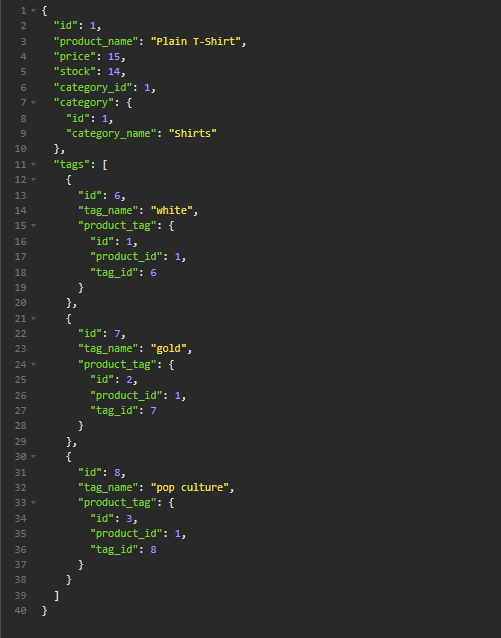 1 {
2   "id": 1,
3   "product_name": "Plain T-Shirt",
4   "price": 15,
5   "stock": 14,
6   "category_id": 1,
7   "category": {
8     "id": 1,
9     "category_name": "Shirts"
10   },
11   "tags": [
12     {
13       "id": 6,
14       "tag_name": "white",
15       "product_tag": {
16         "id": 1,
17         "product_id": 1,
18         "tag_id": 6
19       }
20     },
21     {
22       "id": 7,
23       "tag_name": "gold",
24       "product_tag": {
25         "id": 2,
26         "product_id": 1,
27         "tag_id": 7
28       }
29     },
30     {
31       "id": 8,
32       "tag_name": "pop culture",
33       "product_tag": {
34         "id": 3,
35         "product_id": 1,
36         "tag_id": 8
37       }
38     }
39   ]
40 }